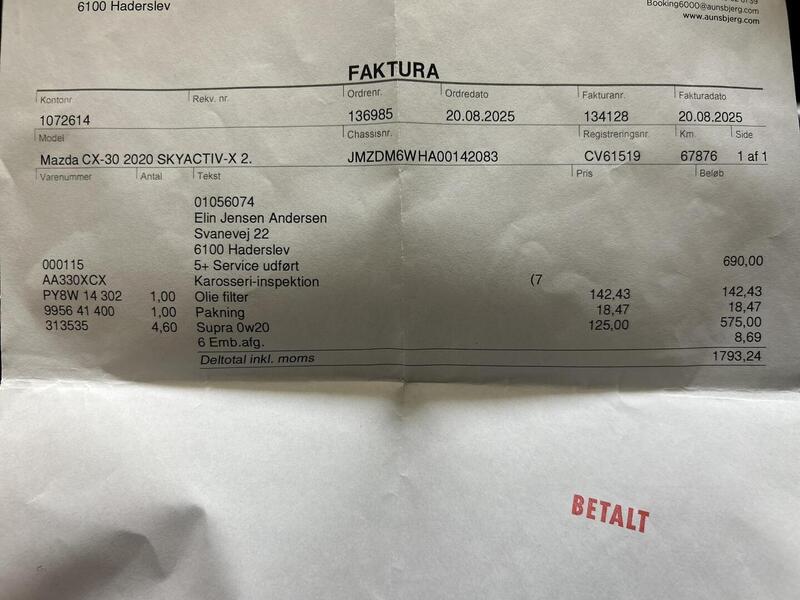 6100 Haderslev
Booking6000@aunsbjerg.com
www.aunsbjerg.com
FAKTURA
Kontonr Rekv. nr. Ordrenr. Ordredato Fakturanr. Fakturadato
1072614 136985 20.08.2025 134128 20.08.2025
Model Chassisnr. Registreringsnr. Km. Side
Mazda CX-30 2020 SKYACTIV-X 2. JMZDM6WHA00142083 CV61519 67876 1 af 1
Varenummer Antal Tekst Pris Beløb
01056074
Elin Jensen Andersen
Svanevej 22
6100 Haderslev
000115 5+ Service udført 690,00
AA330XCX Karosseri-inspektion (7
PY8W 14 302 1,00 Olie filter 142,43 142,43
9956 41 400 1,00 Pakning 18,47 18,47
313535 4,60 Supra 0w20 125,00 575,00
6 Emb.afg. 8,69
Deltotal inkl. moms 1793,24
BETALT